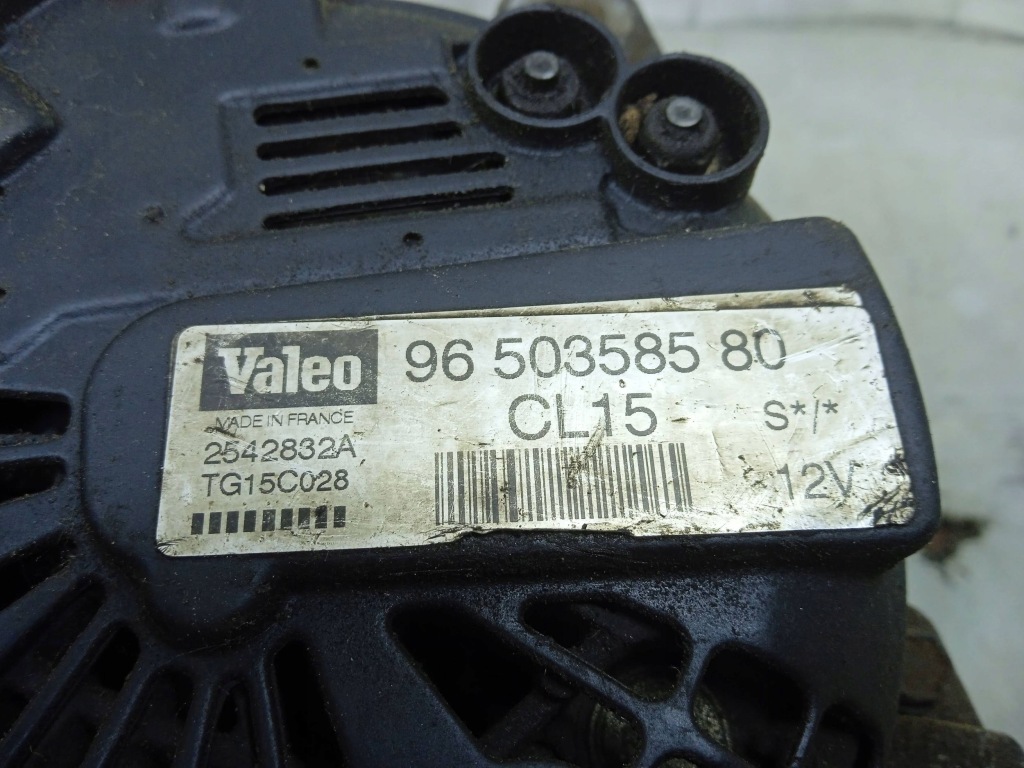 Valeo 96 503585 80
MADE IN FRANCE CL15 S*/*
2542832A
TG15C028 12V